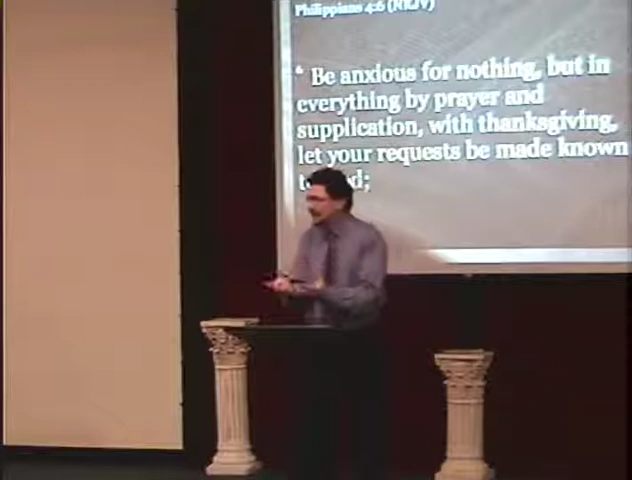 Philippians 4:6 (NKJV)
6 Be anxious for nothing, but in
everything by prayer and
supplication, with thanksgiving,
let your requests be made known